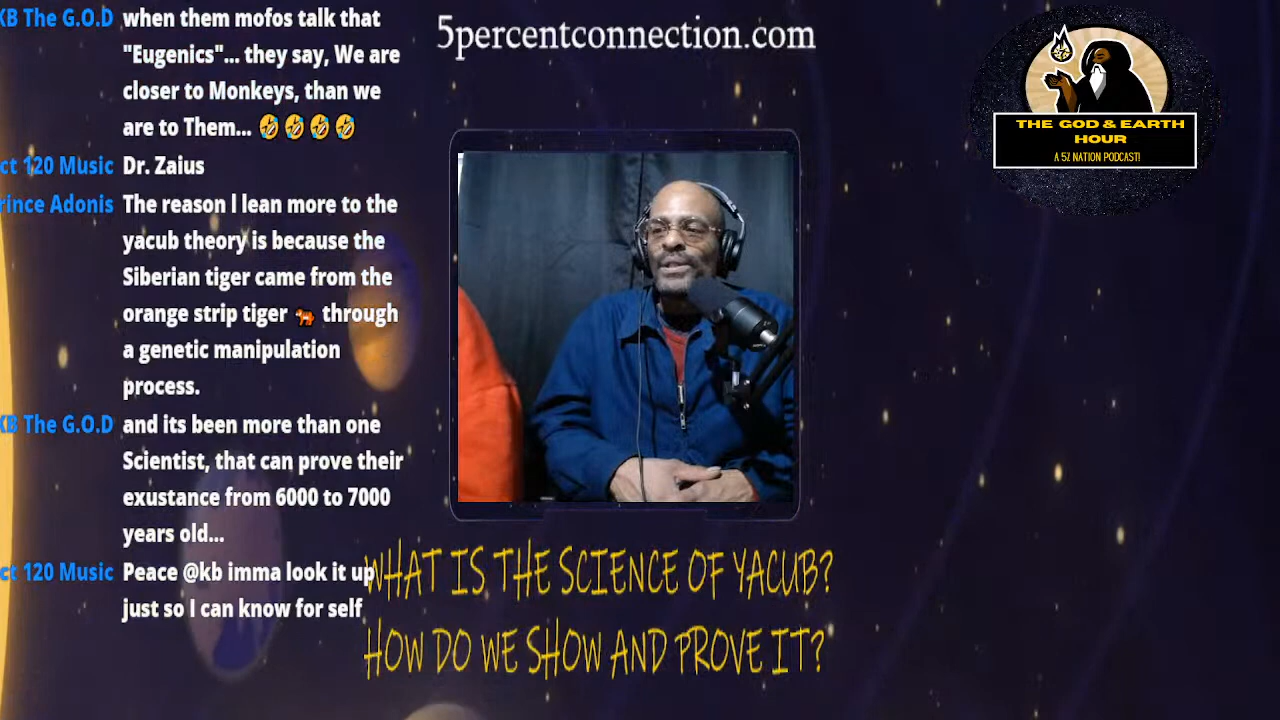 KB The G.O.D when them mofos talk that
"Eugenics"... they say, We are
closer to Monkeys, than we
are to Them... 🤣🤣🤣🤣
ct 120 Music Dr. Zaius
rince Adonis The reason I lean more to the
yacub theory is because the
Siberian tiger came from the
orange strip tiger 🐅 through
a genetic manipulation
process.
KB The G.O.D and its been more than one
Scientist, that can prove their
exustance from 6000 to 7000
years old...
ct 120 Music Peace @kb imma look it up
just so I can know for self
5percentconnection.com
THE GOD & EARTH
HOUR
A 5% NATION PODCAST!
WHAT IS THE SCIENCE OF YACUB?
HOW DO WE SHOW AND PROVE IT?